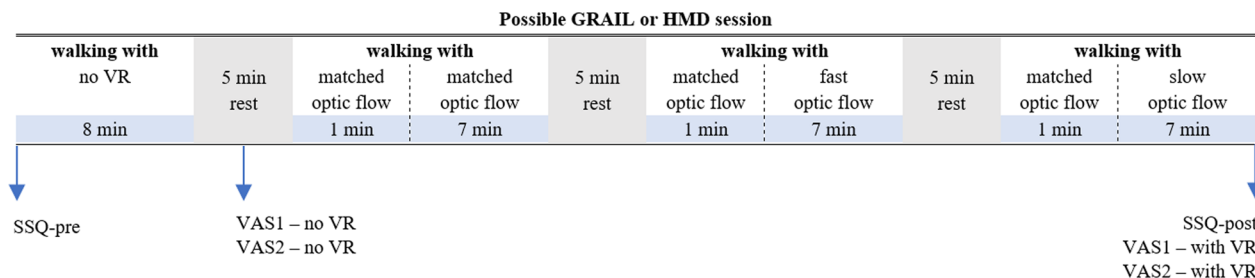 Possible GRAIL or HMD session
walking with walking with walking with walking with
no VR 5 min matched matched 5 min matched fast 5 min matched slow
rest optic flow optic flow rest optic flow optic flow rest optic flow optic flow
8 min 1 min 7 min 1 min 7 min 1 min 7 min
SSQ-pre VAS1 – no VR SSQ-post
VAS2 – no VR VAS1 – with VR
VAS2 – with VR